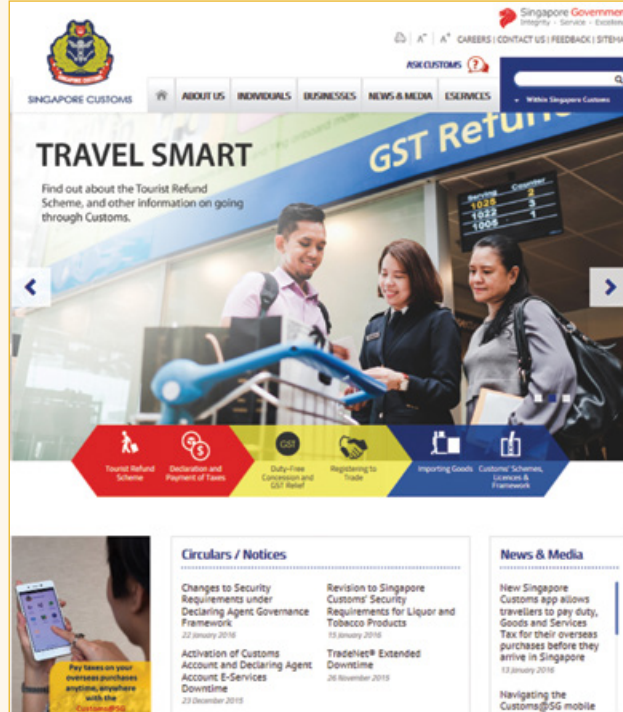 Singapore Government
Integrity · Service · Excellence
A- A+ CAREERS | CONTACT US | FEEDBACK | SITEMA
ASK CUSTOMS ?
SINGAPORE CUSTOMS
ABOUT US INDIVIDUALS BUSINESSES NEWS & MEDIA ESERVICES
Within Singapore Customs
TRAVEL SMART
Find out about the Tourist Refund
Scheme, and other information on going
through Customs.
GST Refun
Serving Counter
1025 2
1022 3
1005 1
Tourist Refund
Scheme
Declaration and
Payment of Taxes
GST
Duty-Free
Concession and
GST Relief
Registering to
Trade
Importing Goods
Customs' Schemes,
Licences &
Framework
Pay taxes on your
overseas purchases
anytime, anywhere
with the
Customs@SG
Circulars / Notices
Changes to Security
Requirements under
Declaring Agent Governance
Framework
22 January 2016
Activation of Customs
Account and Declaring Agent
Account E-Services
Downtime
23 December 2015
Revision to Singapore
Customs' Security
Requirements for Liquor and
Tobacco Products
15 January 2016
TradeNet® Extended
Downtime
26 November 2015
News & Media
New Singapore
Customs app allows
travellers to pay duty,
Goods and Services
Tax for their overseas
purchases before they
arrive in Singapore
13 January 2016
Navigating the
Customs@SG mobile